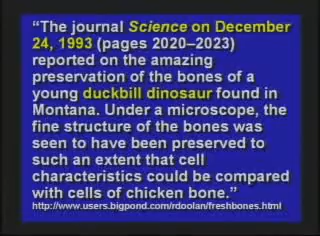 “The journal Science on December
24, 1993 (pages 2020–2023)
reported on the amazing
preservation of the bones of a
young duckbill dinosaur found in
Montana. Under a microscope, the
fine structure of the bones was
seen to have been preserved to
such an extent that cell
characteristics could be compared
with cells of chicken bone.”
http://www.users.bigpond.com/rdoolan/freshbones.html